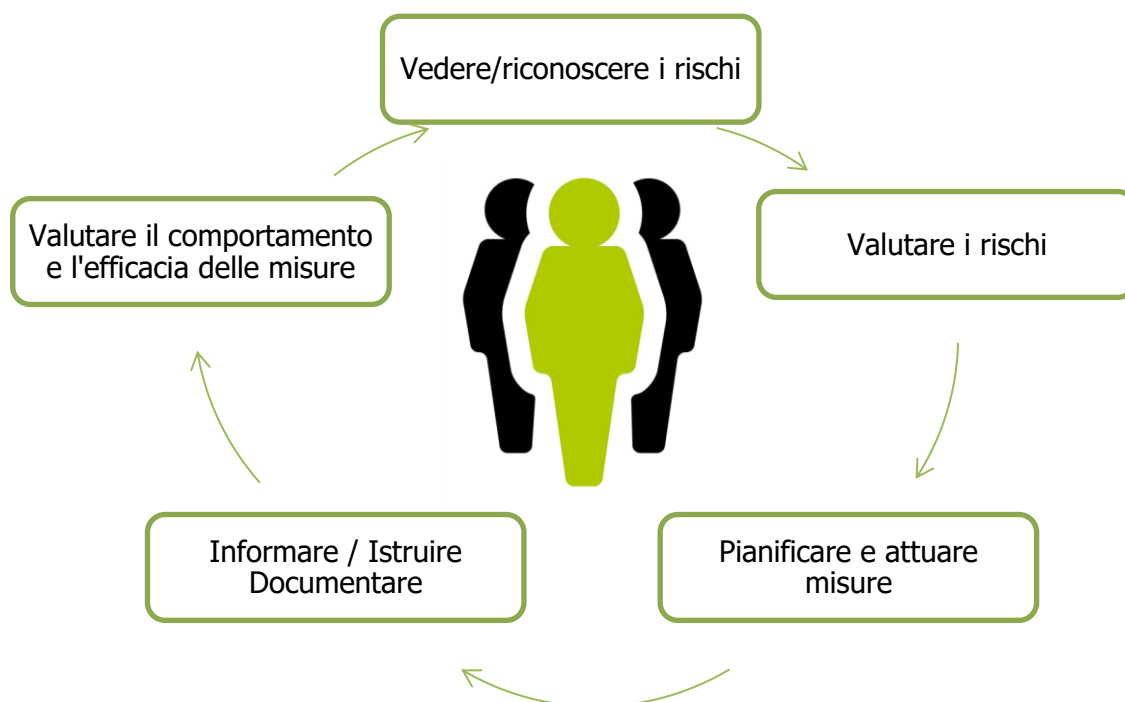 Vedere/riconoscere i rischi
Valutare i rischi
Pianificare e attuare
misure
Informare / Istruire
Documentare
Valutare il comportamento
e l'efficacia delle misure